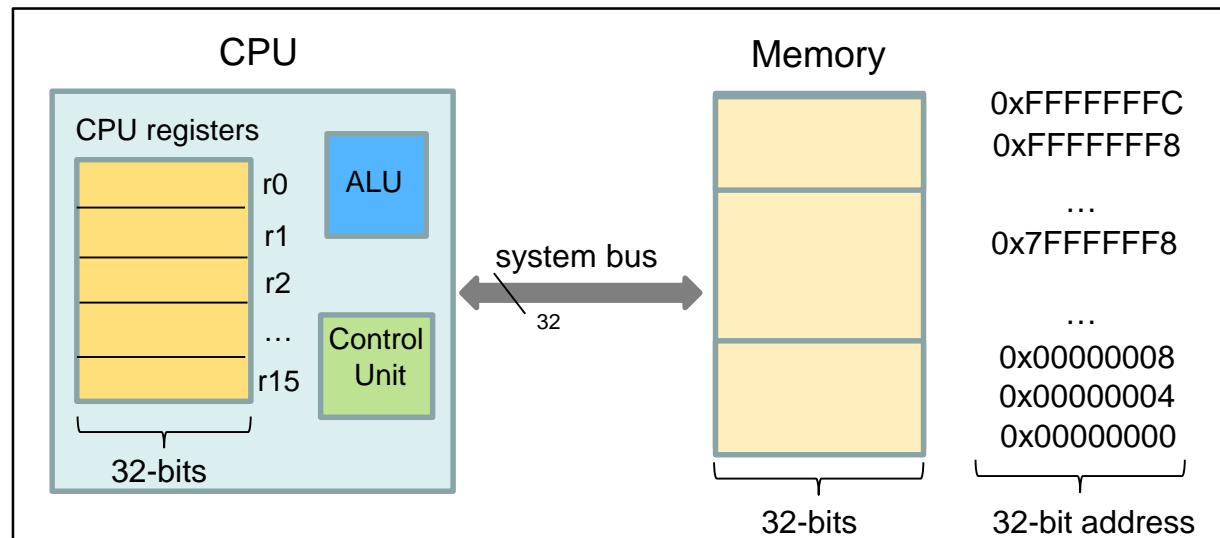 CPU
CPU registers
r0
r1
r2
…
r15
32-bits
ALU
Control
Unit
system bus
32
Memory
32-bits
0xFFFFFFFC
0xFFFFFFF8
…
0x7FFFFFF8
…
0x00000008
0x00000004
0x00000000
32-bit address